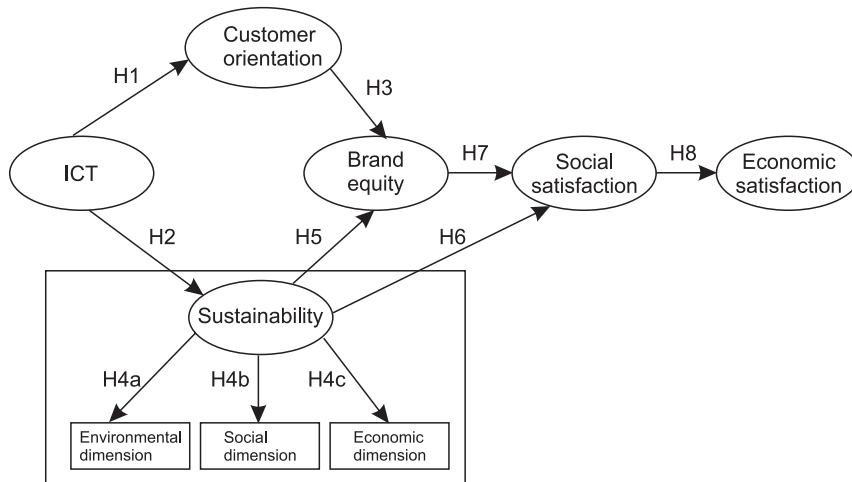 Customer
orientation
H1
H3
ICT
Brand
equity
H7
Social
satisfaction
H8
Economic
satisfaction
H2
H5
H6
Sustainability
H4a
H4b
H4c
Environmental
dimension
Social
dimension
Economic
dimension